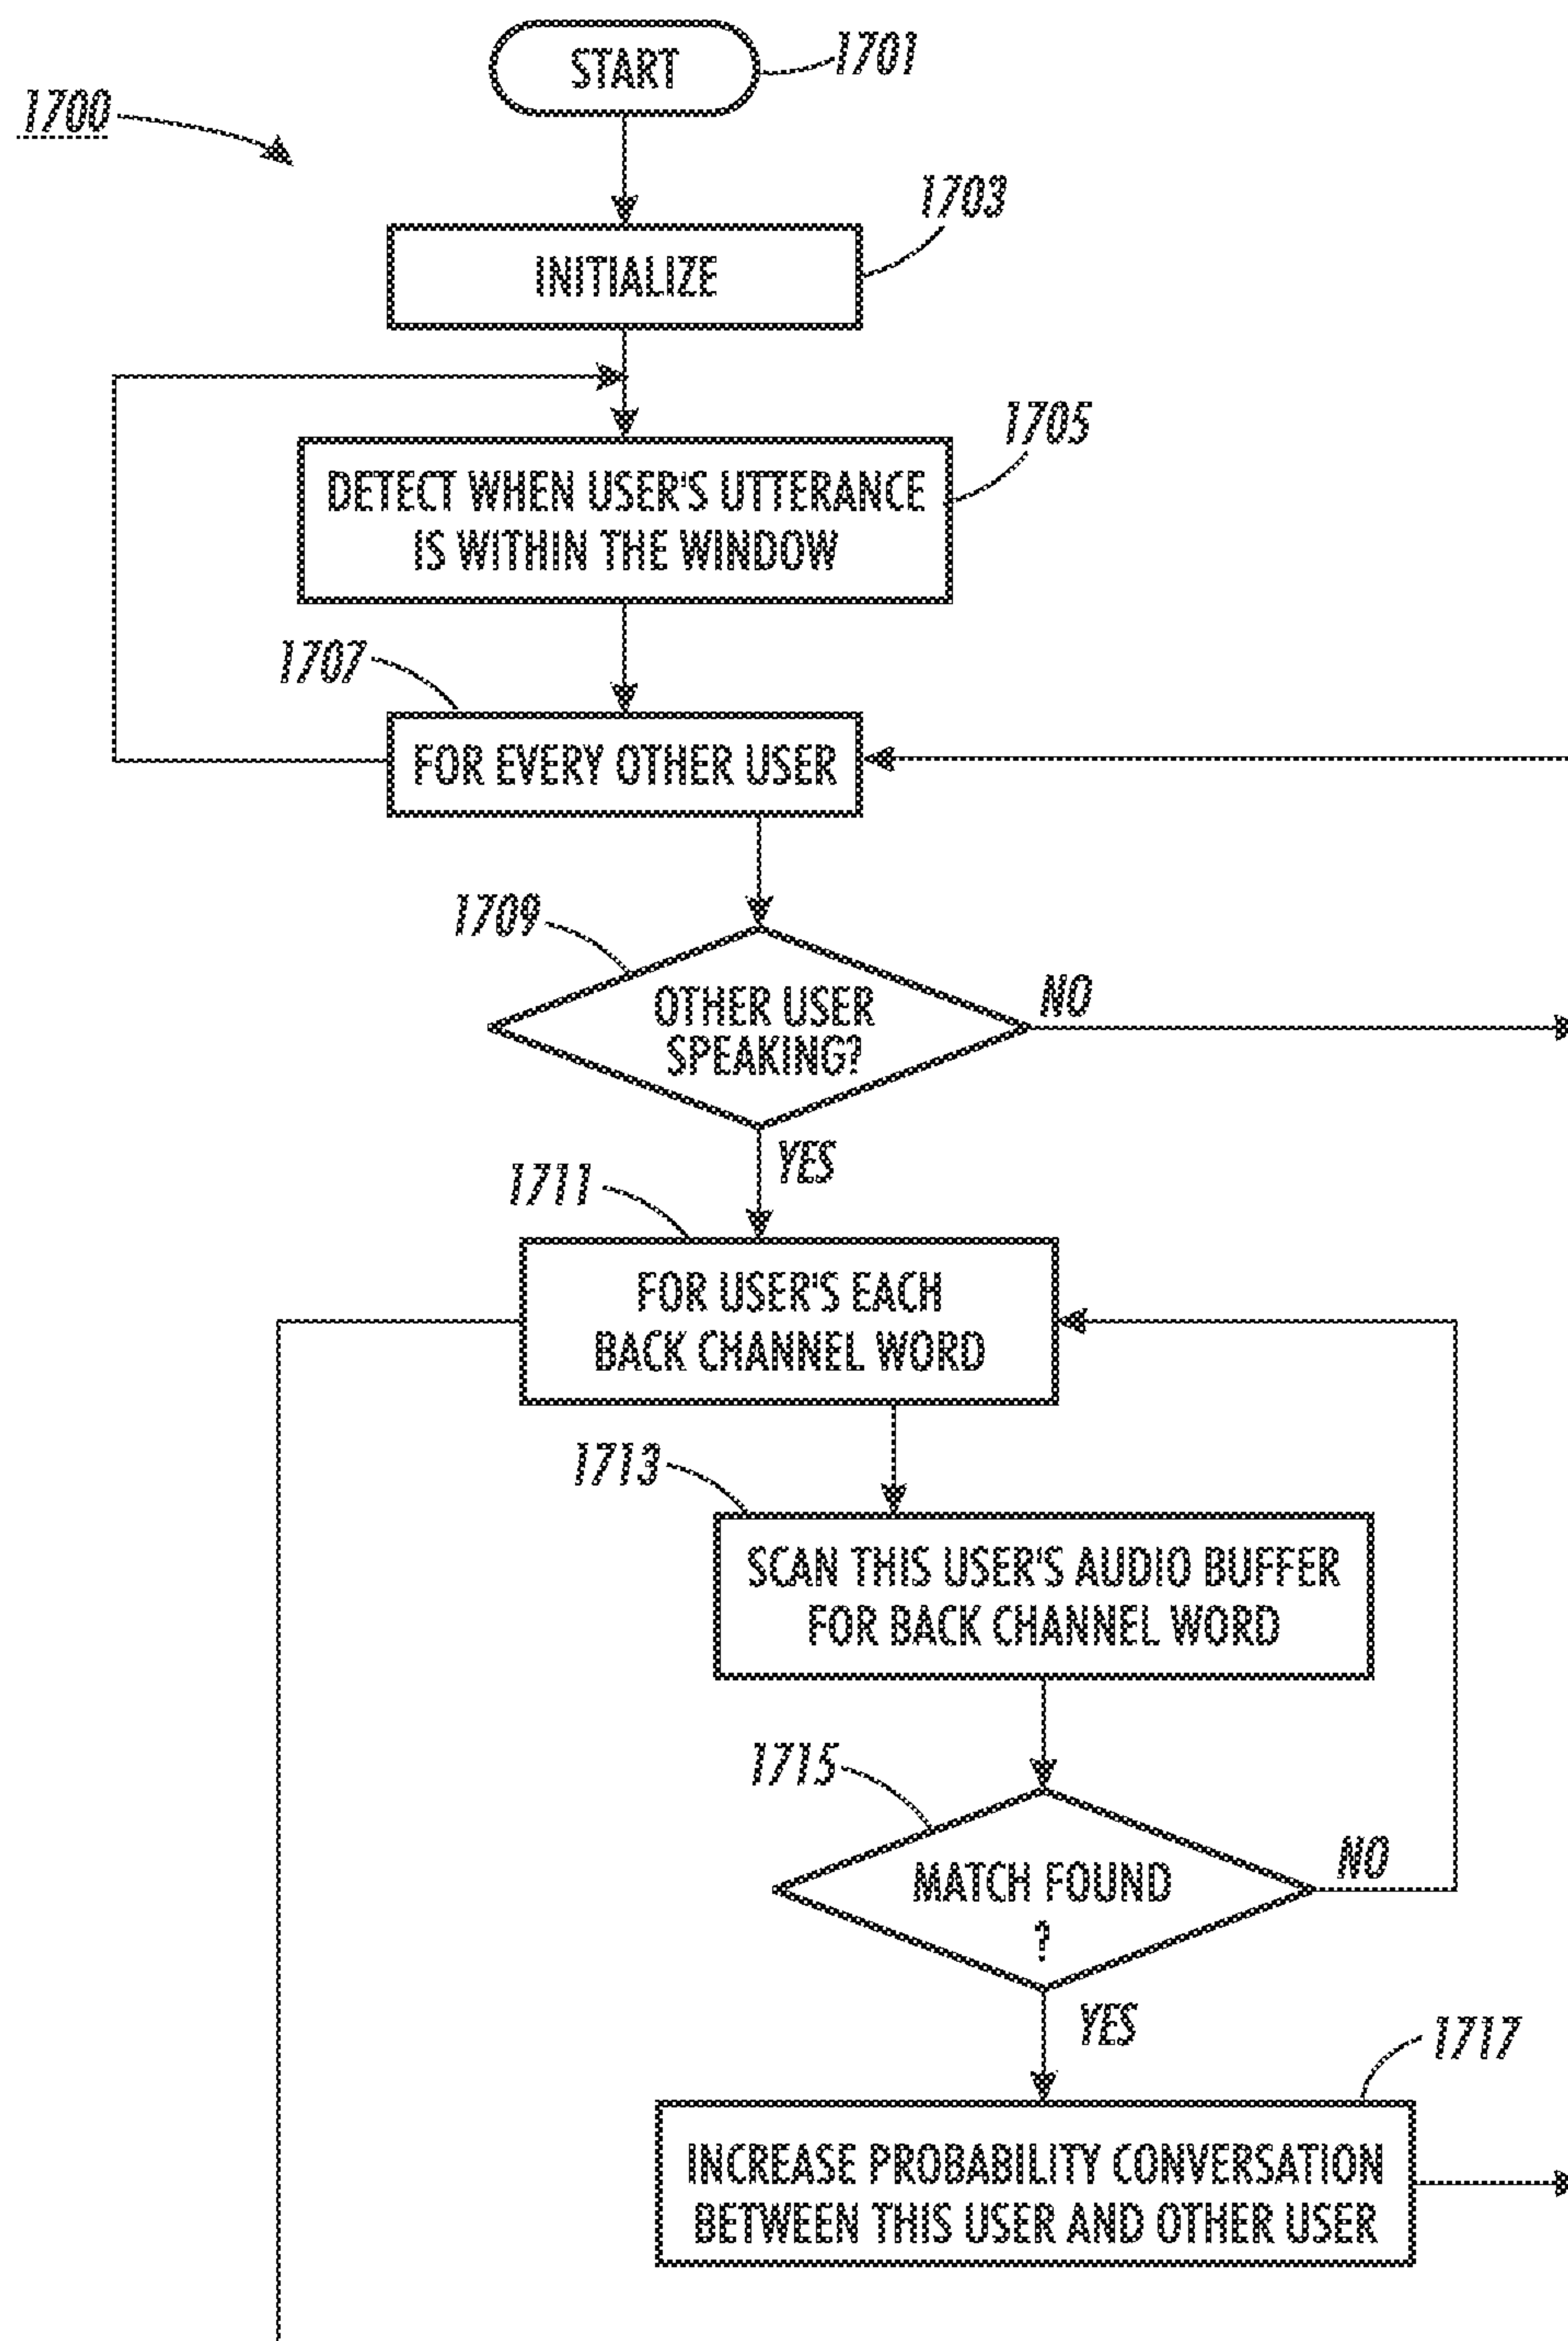 START
1701
1700
1703
INITIALIZE
1705
DETECT WHEN USER'S UTTERANCE
IS WITHIN THE WINDOW
1707
FOR EVERY OTHER USER
1709
OTHER USER
SPEAKING?
NO
YES
1711
FOR USER'S EACH
BACK CHANNEL WORD
1713
SCAN THIS USER'S AUDIO BUFFER
FOR BACK CHANNEL WORD
1715
MATCH FOUND
?
NO
YES
1717
INCREASE PROBABILITY CONVERSATION
BETWEEN THIS USER AND OTHER USER